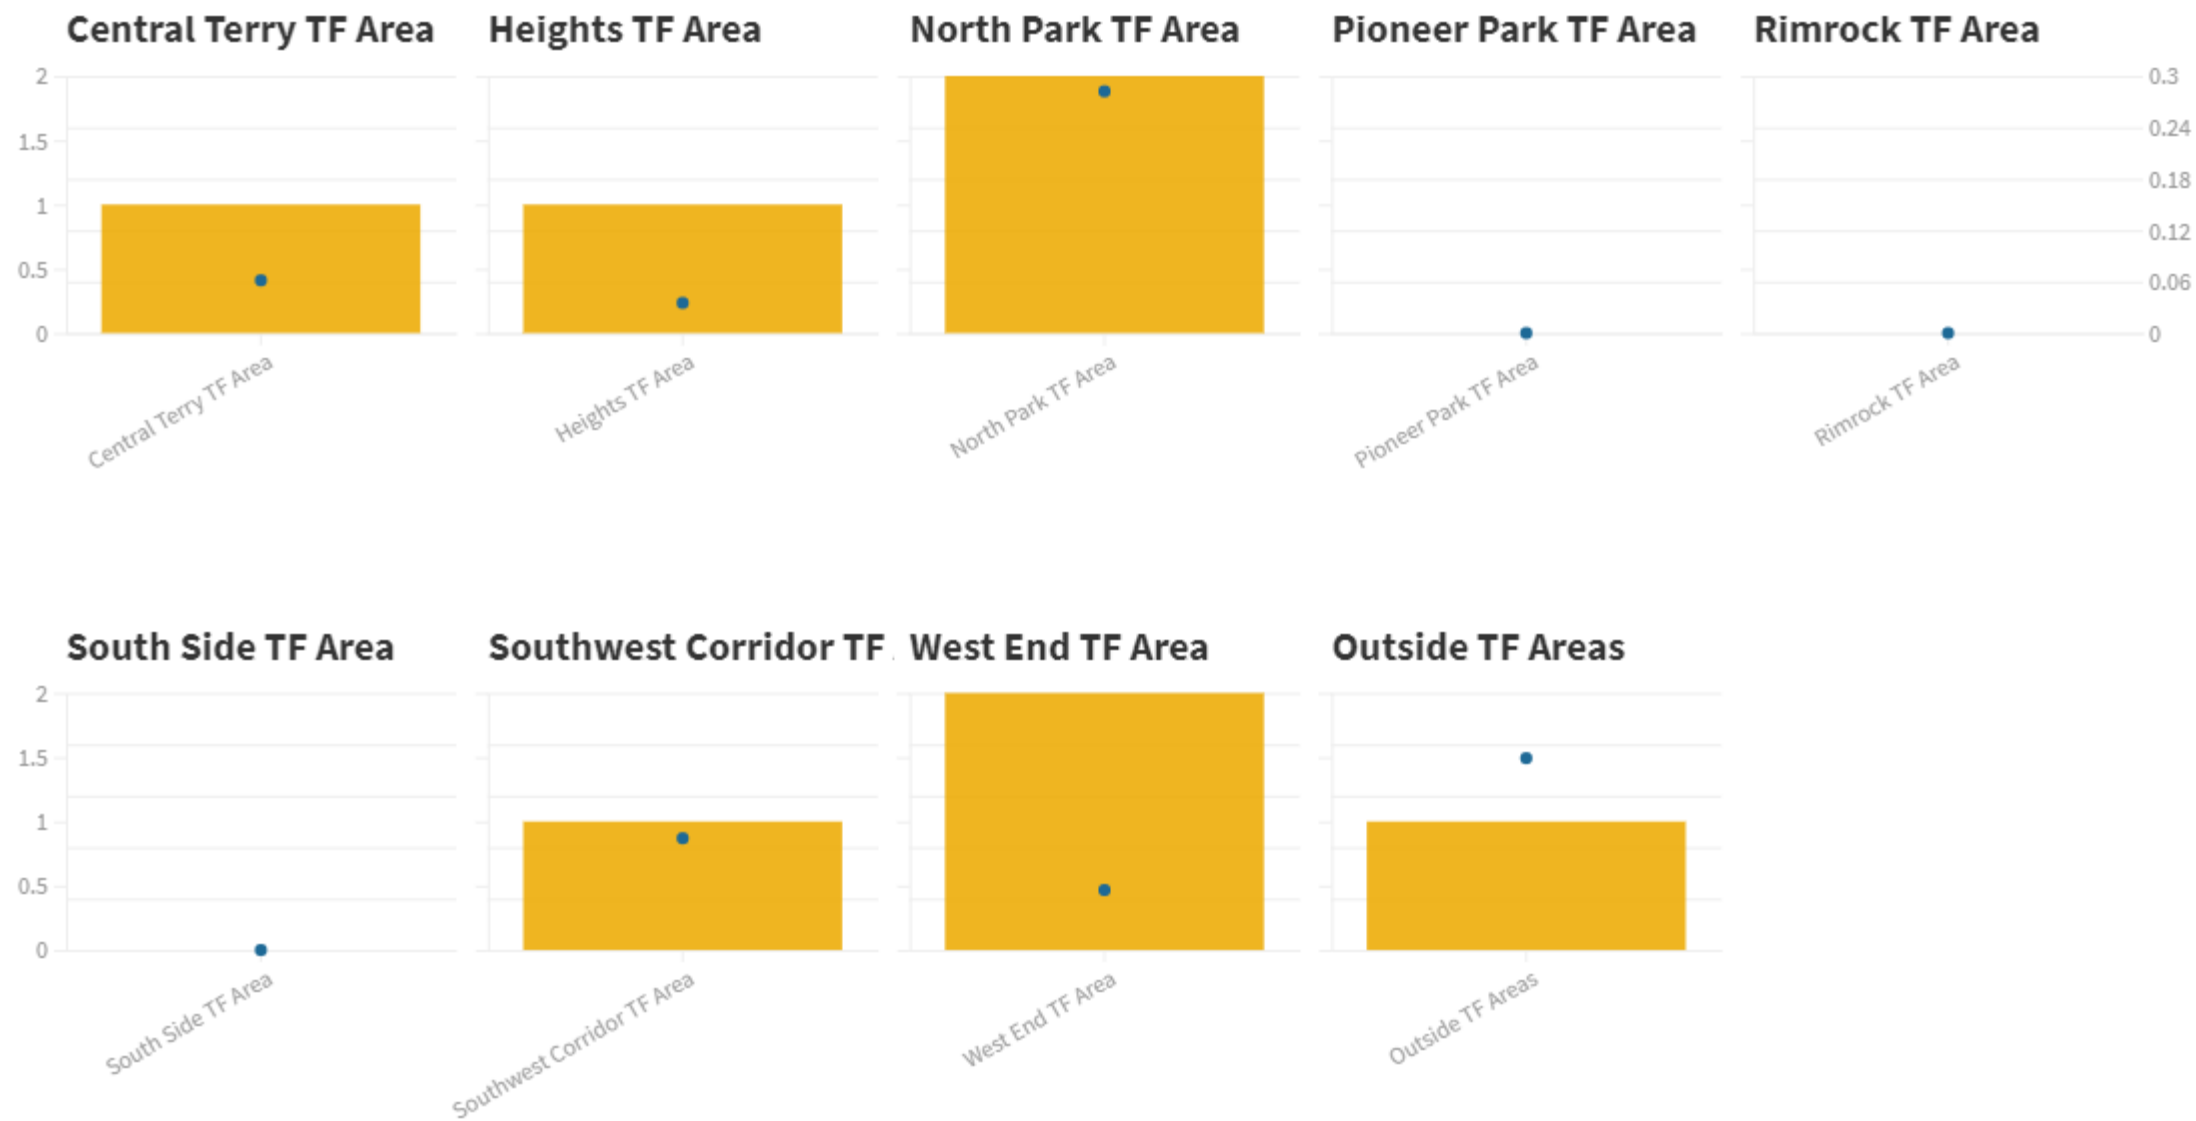 Central Terry TF Area
Heights TF Area
North Park TF Area
Pioneer Park TF Area
Rimrock TF Area
2
1.5
1
0.5
0
0.3
0.24
0.18
0.12
0.06
0
Central Terry TF Area
Heights TF Area
North Park TF Area
Pioneer Park TF Area
Rimrock TF Area
South Side TF Area
Southwest Corridor TF
West End TF Area
Outside TF Areas
2
1.5
1
0.5
0
South Side TF Area
Southwest Corridor TF Area
West End TF Area
Outside TF Areas